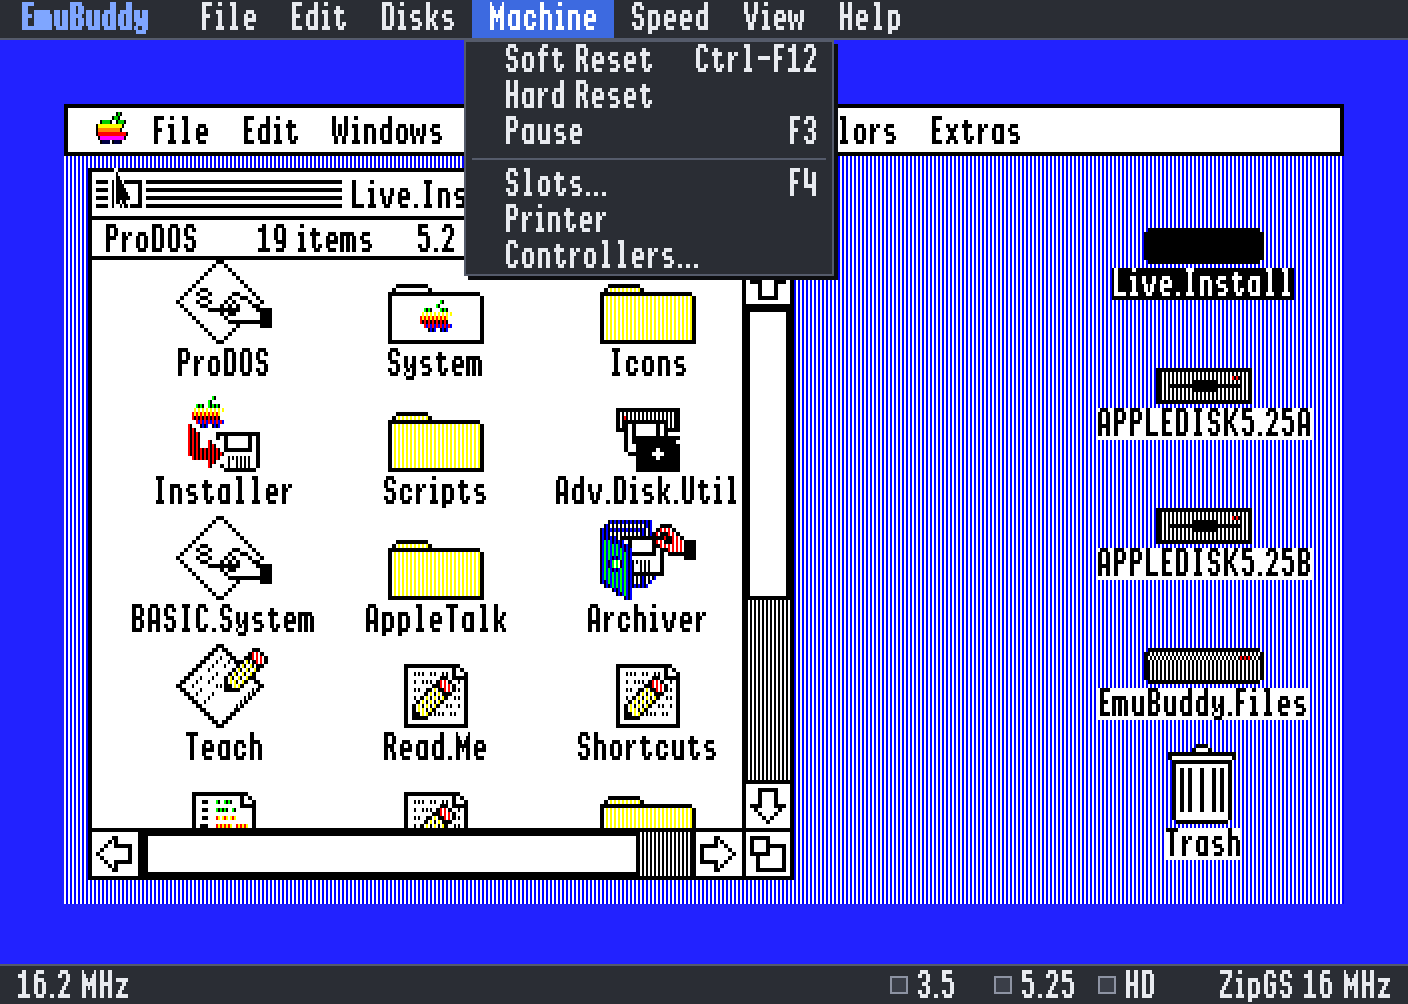 EmuBuddy File Edit Disks Machine Speed View Help
Soft Reset Ctrl-F12
Hard Reset
Pause F3
Slots... F4
Printer
Controllers...
File Edit Windows lors Extras
Live.Ins
ProDOS 19 items 5.2
ProDOS System Icons
Installer Scripts Adv.Disk.Util
BASIC.System AppleTalk Archiver
Teach Read.Me Shortcuts
Live.Install
APPLEDISK5.25A
APPLEDISK5.25B
EmuBuddy.Files
Trash
16.2 MHz 3.5 5.25 HD ZipGS 16 MHz